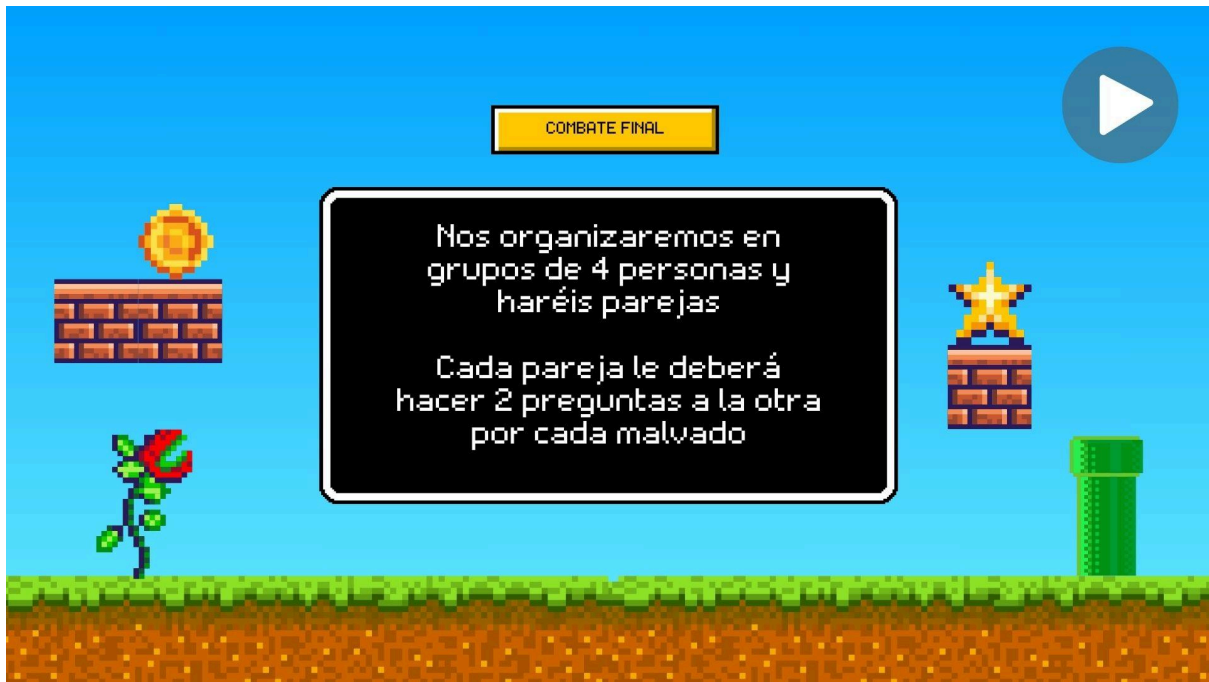 COMBATE FINAL
Nos organizaremos en
grupos de 4 personas y
haréis parejas
Cada pareja le deberá
hacer 2 preguntas a la otra
por cada malvado